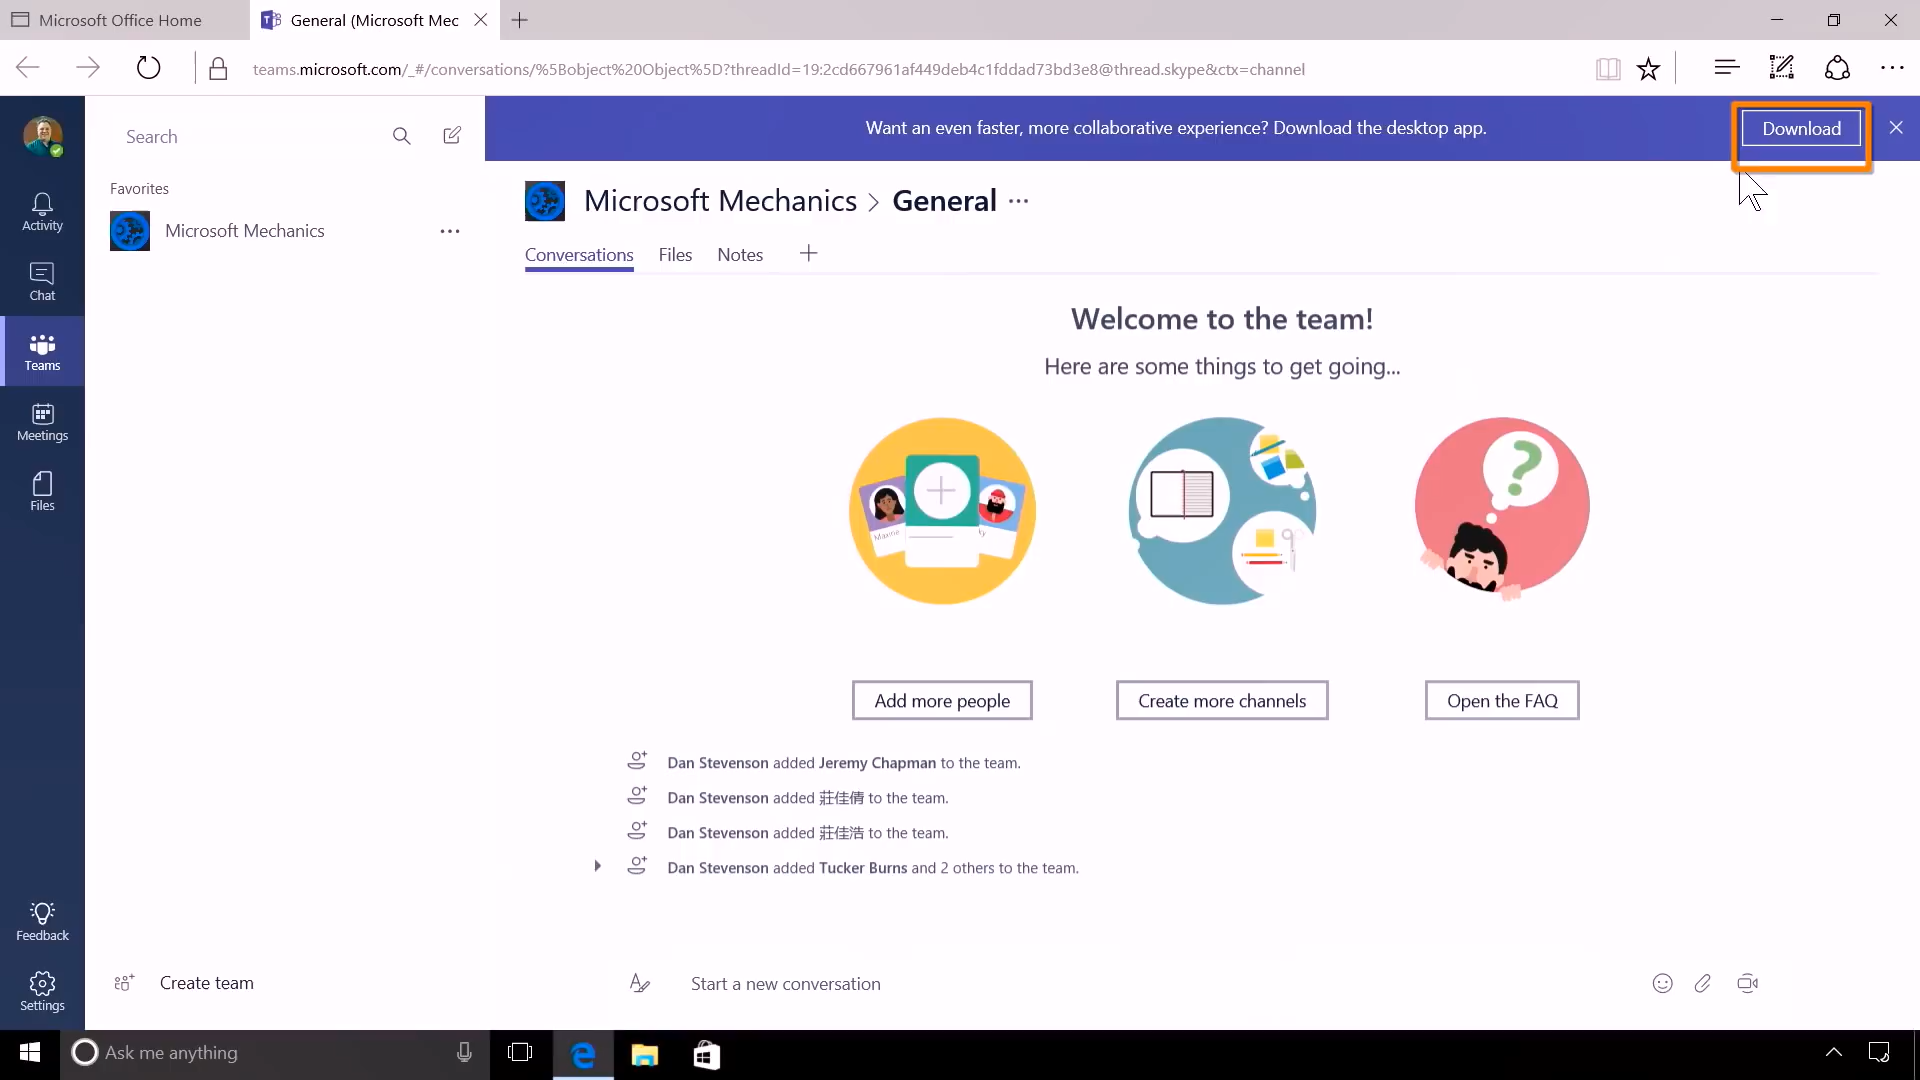 Microsoft Office Home
General (Microsoft Mec
teams.microsoft.com/_#/conversations/%5Bobject%20Object%5D?threadId=19:2cd667961af449deb4c1fddad73bd3e8@thread.skype&ctx=channel
Search
Want an even faster, more collaborative experience? Download the desktop app.
Download
Favorites
Microsoft Mechanics
Activity
Chat
Teams
Meetings
Files
Feedback
Settings
Microsoft Mechanics > General ...
Conversations
Files
Notes
Welcome to the team!
Here are some things to get going...
Maxine
ky
Add more people
Create more channels
Open the FAQ
Dan Stevenson added Jeremy Chapman to the team.
Dan Stevenson added 莊佳倩 to the team.
Dan Stevenson added 莊佳浩 to the team.
Dan Stevenson added Tucker Burns and 2 others to the team.
Create team
Start a new conversation
Ask me anything